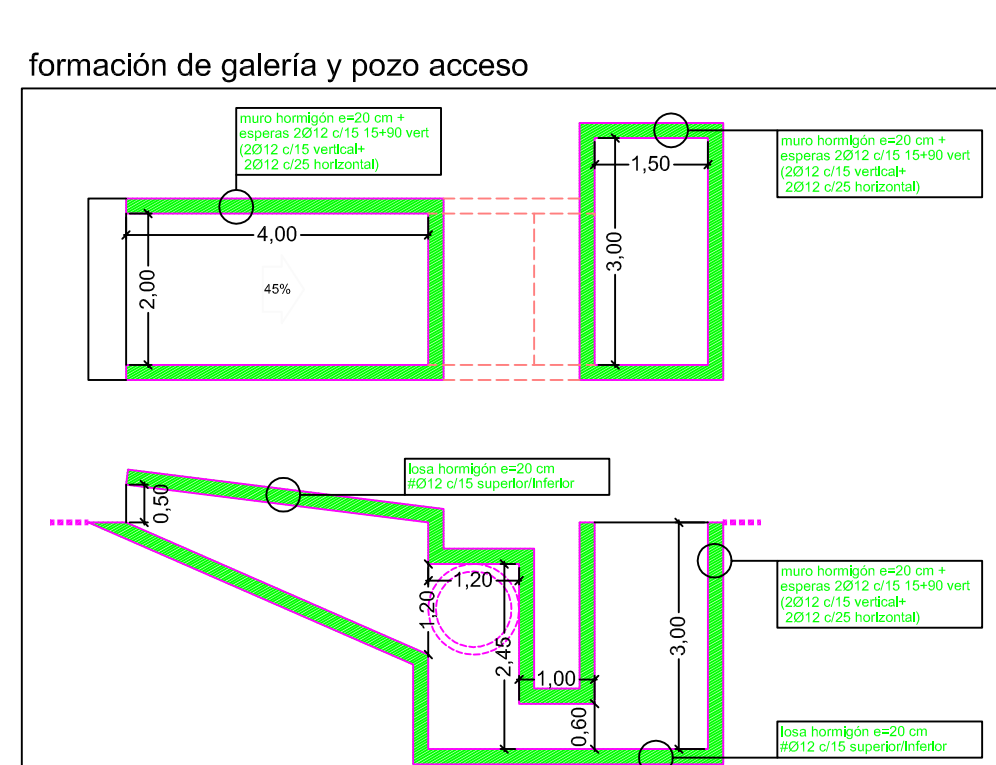 formación de galería y pozo acceso
muro hormigón e=20 cm +
esperas 2Ø12 c/15 15+90 vert
(2Ø12 c/15 vertical+
2Ø12 c/25 horizontal)
muro hormigón e=20 cm +
esperas 2Ø12 c/15 15+90 vert
(2Ø12 c/15 vertical+
2Ø12 c/25 horizontal)
1,50
4,00
3,00
2,00
45%
losa hormigón e=20 cm
#Ø12 c/15 superior/inferior
0,50
1,20
1,20
2,45
3,00
muro hormigón e=20 cm +
esperas 2Ø12 c/15 15+90 vert
(2Ø12 c/15 vertical+
2Ø12 c/25 horizontal)
1,00
0,60
losa hormigón e=20 cm
#Ø12 c/15 superior/inferior